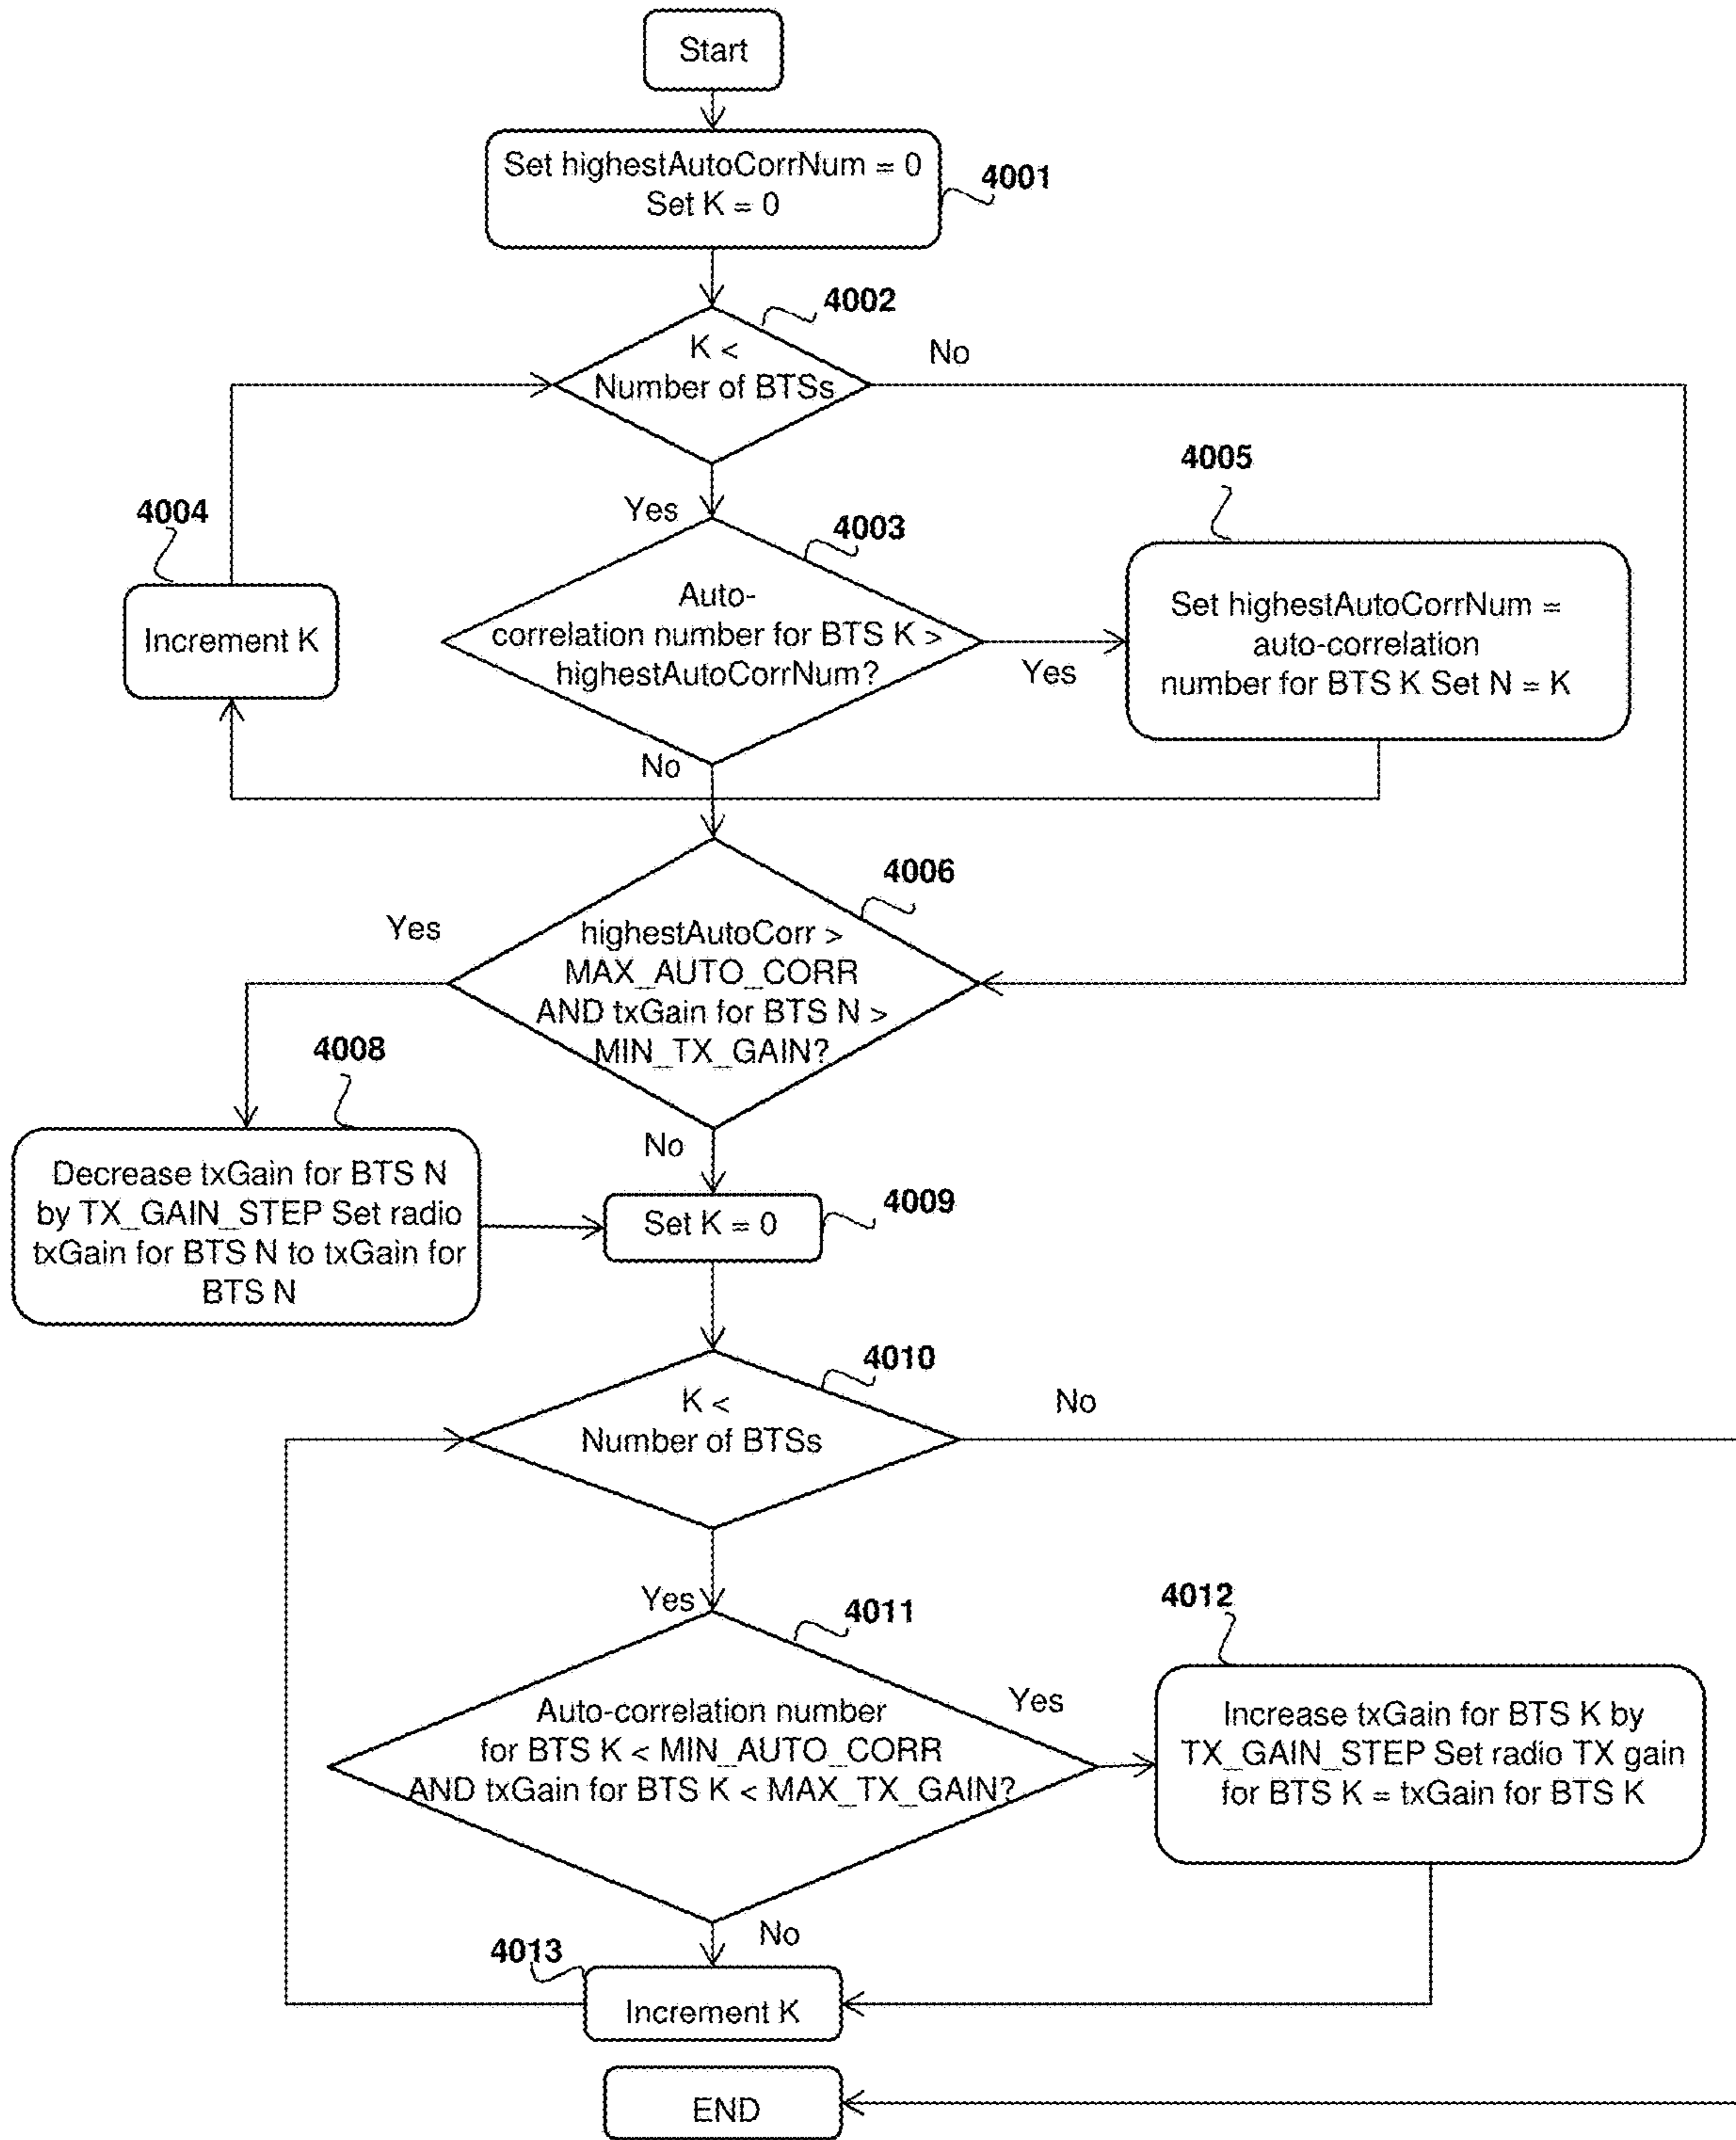 Start
Set highestAutoCorrNum = 0
Set K = 0
4001
4002
K <
Number of BTSs
No
Yes
4003
4004
Increment K
4005
Auto-
correlation number for BTS K >
highestAutoCorrNum?
Yes
Set highestAutoCorrNum =
auto-correlation
number for BTS K Set N = K
No
4006
Yes
highestAutoCorr >
MAX_AUTO_CORR
AND txGain for BTS N >
MIN_TX_GAIN?
4008
No
Decrease txGain for BTS N
by TX_GAIN_STEP Set radio
txGain for BTS N to txGain for
BTS N
Set K = 0
4009
4010
K <
Number of BTSs
No
Yes
4011
4012
Auto-correlation number
for BTS K < MIN_AUTO_CORR
AND txGain for BTS K < MAX_TX_GAIN?
Yes
Increase txGain for BTS K by
TX_GAIN_STEP Set radio TX gain
for BTS K = txGain for BTS K
No
4013
Increment K
END